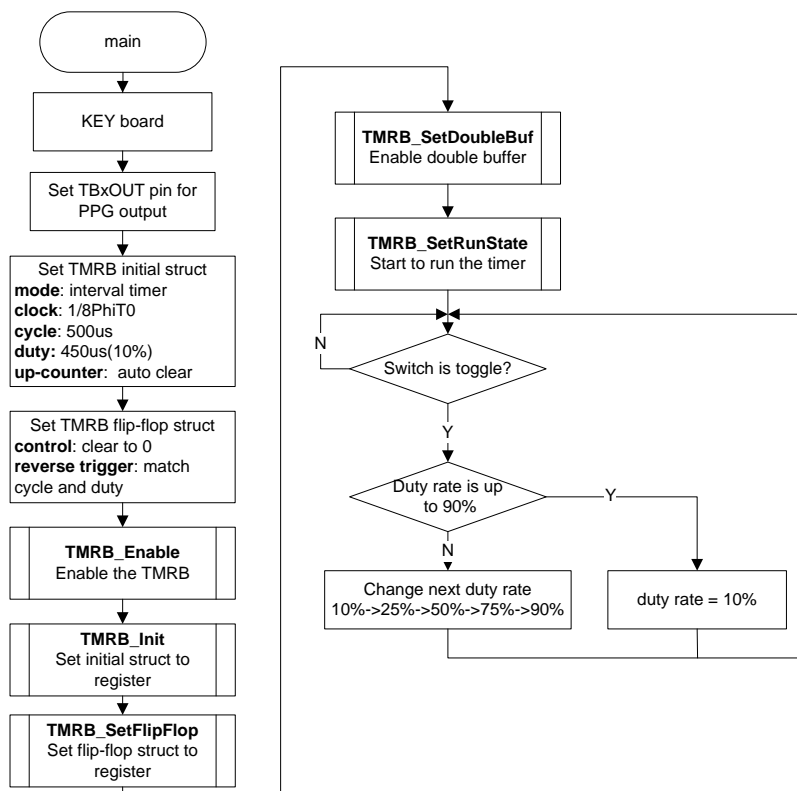 main
KEY board
Set TBxOUT pin for
PPG output
Set TMRB initial struct
mode: interval timer
clock: 1/8PhiT0
cycle: 500us
duty: 450us(10%)
up-counter: auto clear
Set TMRB flip-flop struct
control: clear to 0
reverse trigger: match
cycle and duty
TMRB_Enable
Enable the TMRB
TMRB_Init
Set initial struct to
register
TMRB_SetFlipFlop
Set flip-flop struct to
register
TMRB_SetDoubleBuf
Enable double buffer
TMRB_SetRunState
Start to run the timer
N
Switch is toggle?
Y
Duty rate is up
to 90%
Y
N
Change next duty rate
10%->25%->50%->75%->90%
duty rate = 10%